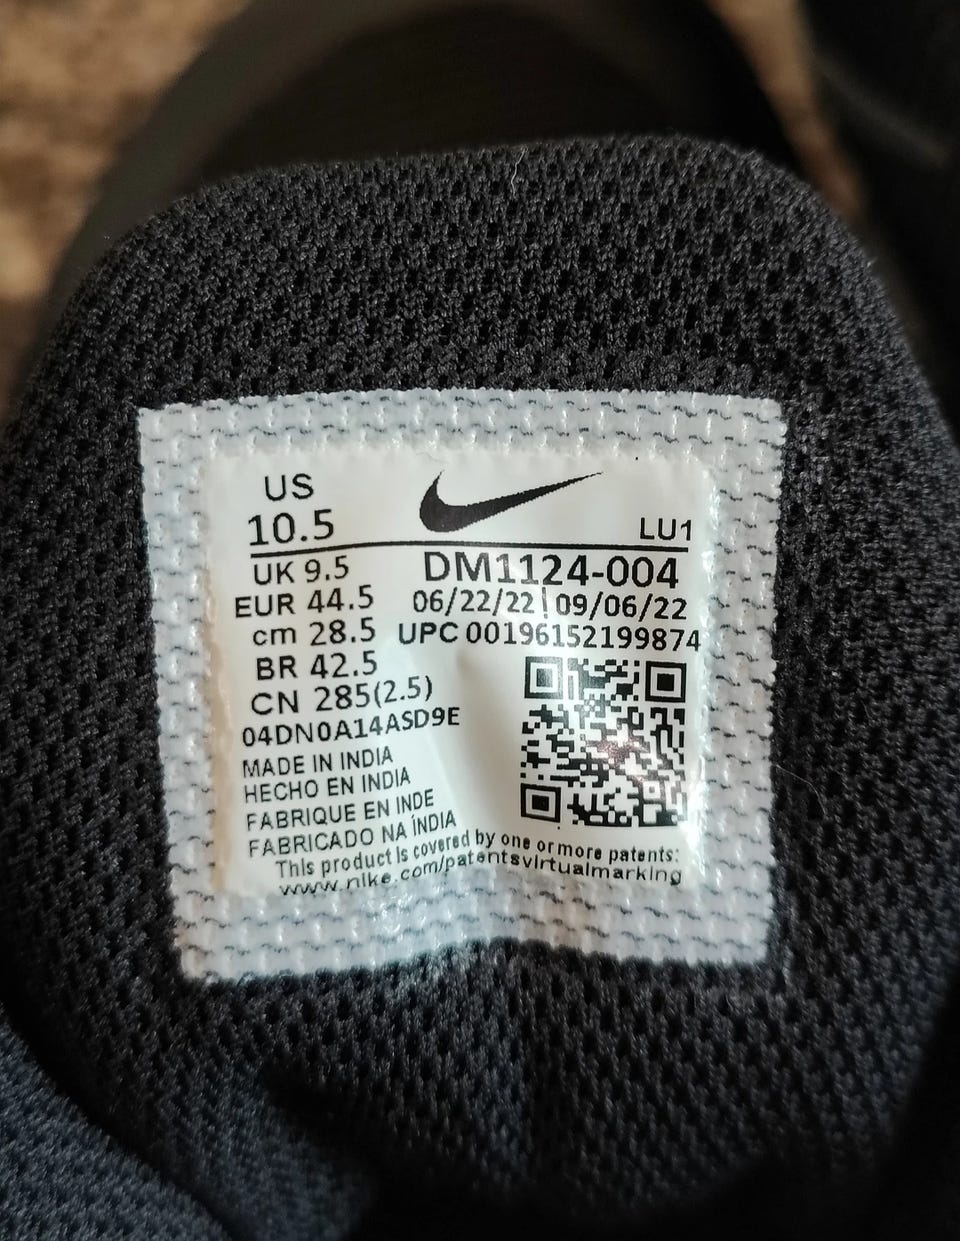 US
10.5
LU1
UK 9.5
DM1124-004
EUR 44.5
06/22/22 | 09/06/22
cm 28.5
UPC 00196152199874
BR 42.5
CN 285(2.5)
04DN0A14ASD9E
MADE IN INDIA
HECHO EN INDIA
FABRIQUE EN INDE
FABRICADO NA ÍNDIA
This product is covered by one or more patents:
www.nike.com/patentsvirtualmarking